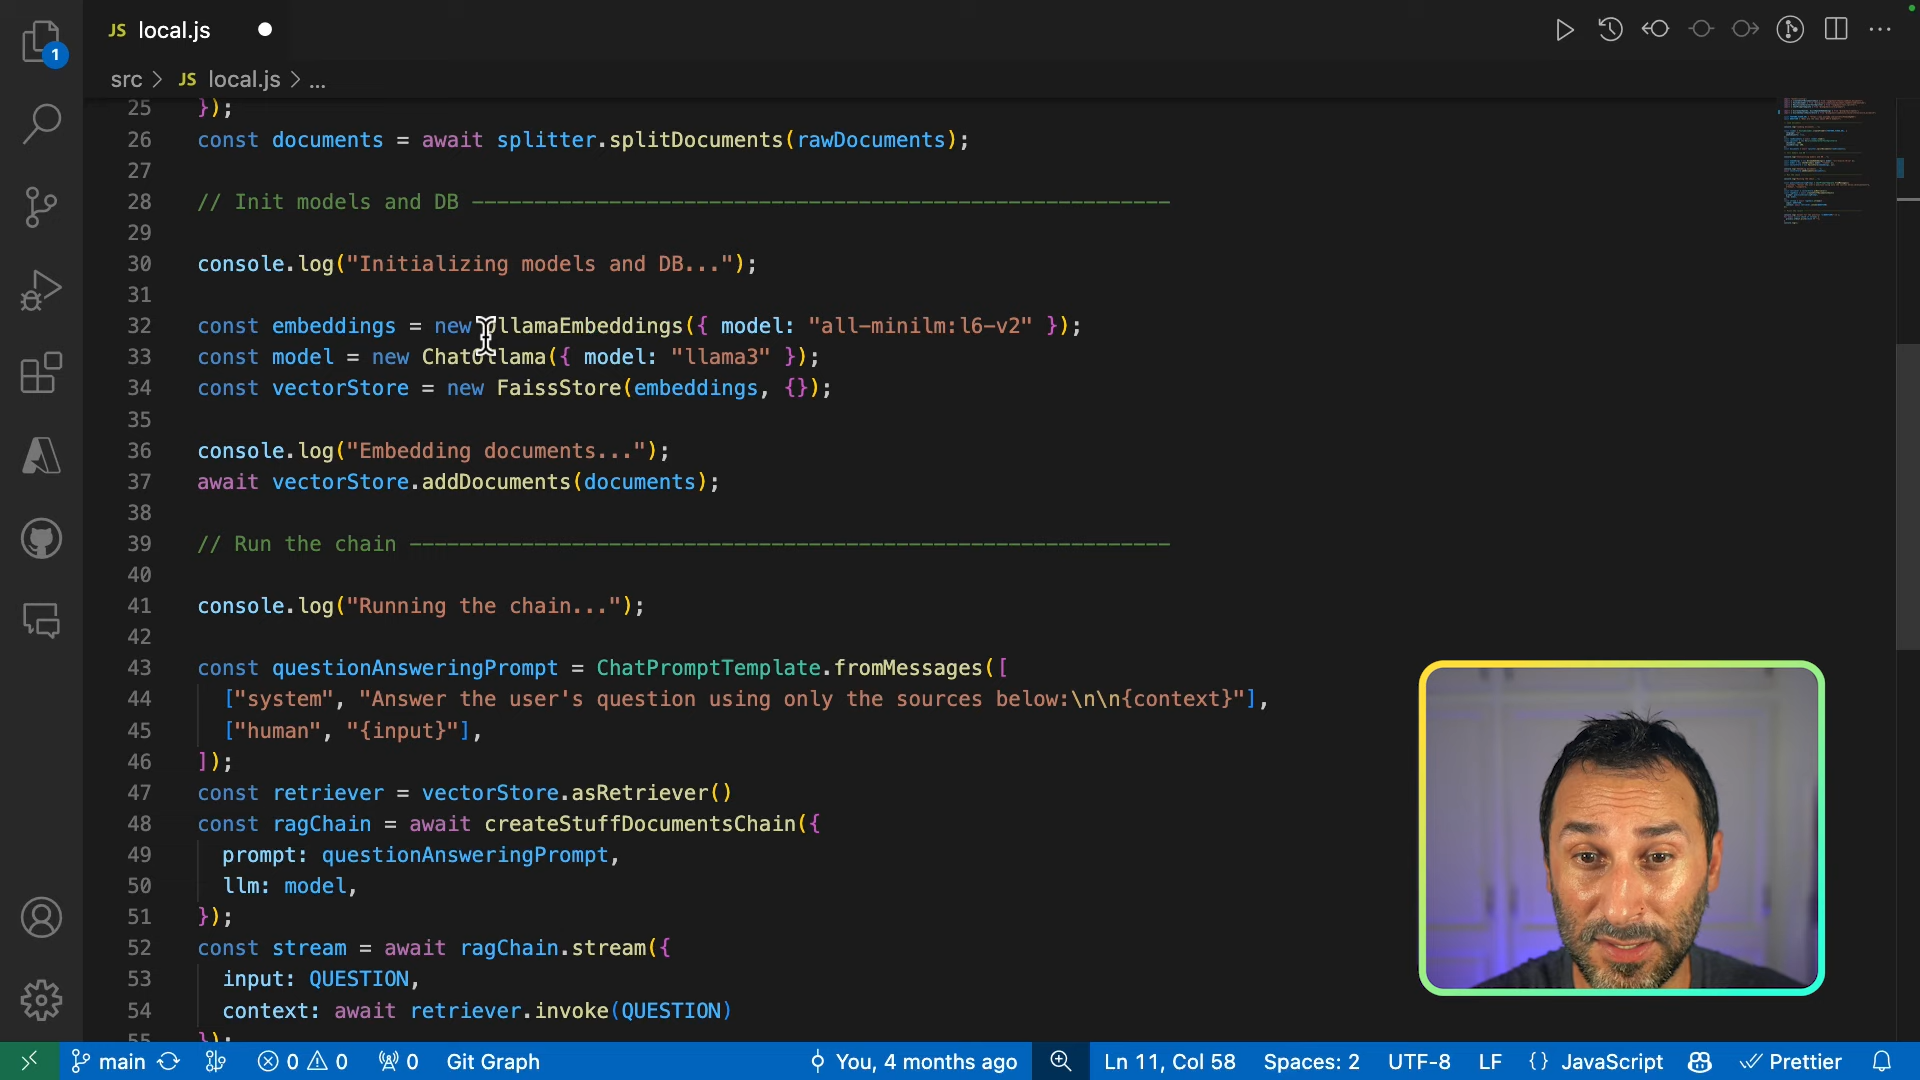 1
JS local.js
src > JS local.js > ...
25 });
26 const documents = await splitter.splitDocuments(rawDocuments);
27
28 // Init models and DB --------------------------------------------------------
29
30 console.log("Initializing models and DB...");
31
32 const embeddings = new OllamaEmbeddings({ model: "all-minilm:l6-v2" });
33 const model = new ChatOllama({ model: "llama3" });
34 const vectorStore = new FaissStore(embeddings, {});
35
36 console.log("Embedding documents...");
37 await vectorStore.addDocuments(documents);
38
39 // Run the chain -------------------------------------------------------------
40
41 console.log("Running the chain...");
42
43 const questionAnsweringPrompt = ChatPromptTemplate.fromMessages([
44 ["system", "Answer the user's question using only the sources below:\n\n{context}"],
45 ["human", "{input}"],
46 ]);
47 const retriever = vectorStore.asRetriever()
48 const ragChain = await createStuffDocumentsChain({
49 prompt: questionAnsweringPrompt,
50 llm: model,
51 });
52 const stream = await ragChain.stream({
53 input: QUESTION,
54 context: await retriever.invoke(QUESTION)
55 });
main 0 0 0 Git Graph You, 4 months ago Ln 11, Col 58 Spaces: 2 UTF-8 LF {} JavaScript Prettier